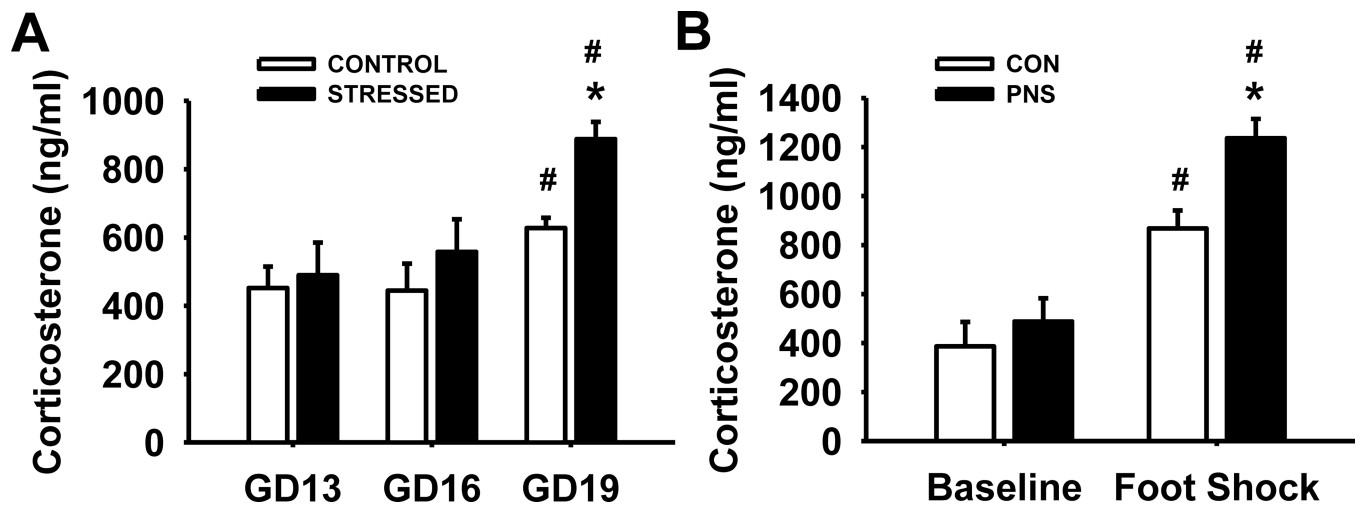 A
CONTROL
STRESSED
#
*
#
Corticosterone (ng/ml)
1000
800
600
400
200
0
GD13 GD16 GD19
B
CON
PNS
#
*
#
Corticosterone (ng/ml)
1400
1200
1000
800
600
400
200
0
Baseline Foot Shock